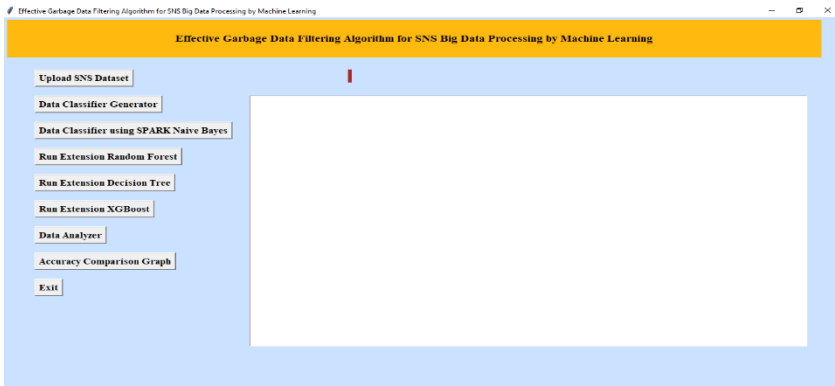 Effective Garbage Data Filtering Algorithm for SNS Big Data Processing by Machine Learning
Effective Garbage Data Filtering Algorithm for SNS Big Data Processing by Machine Learning
Upload SNS Dataset
Data Classifier Generator
Data Classifier using SPARK Naive Bayes
Run Extension Random Forest
Run Extension Decision Tree
Run Extension XGBoost
Data Analyzer
Accuracy Comparison Graph
Exit